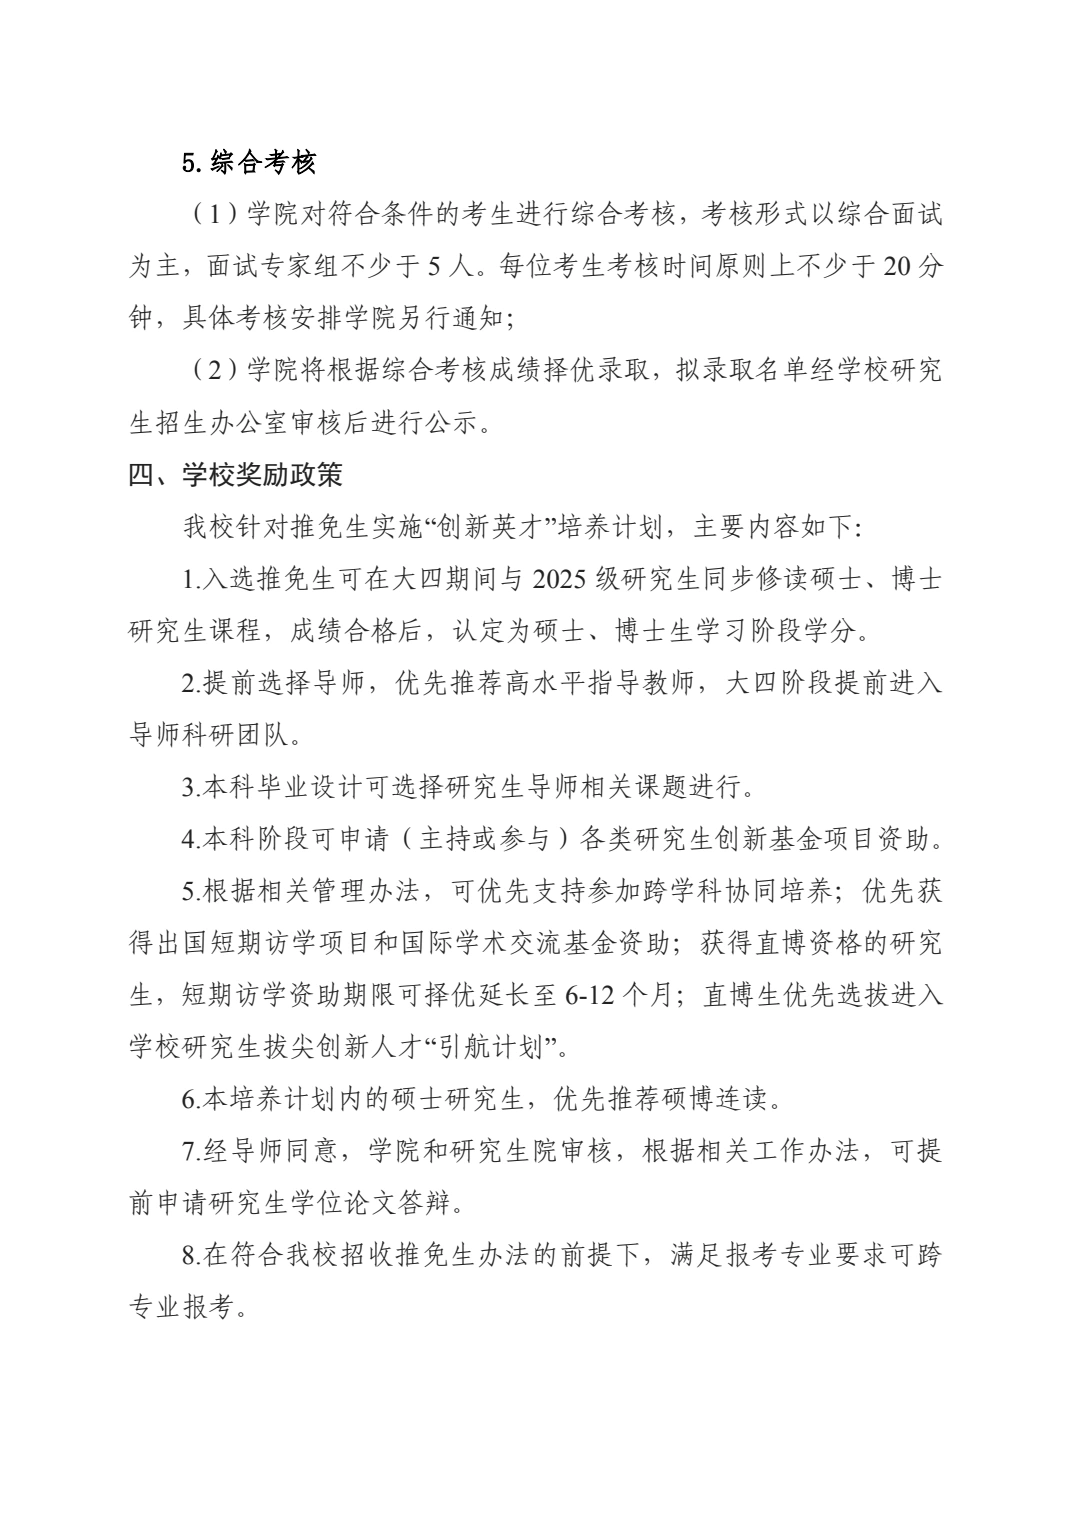 5.综合考核
（1）学院对符合条件的考生进行综合考核，考核形式以综合面试
为主，面试专家组不少于 5 人。每位考生考核时间原则上不少于 20 分
钟，具体考核安排学院另行通知；
（2）学院将根据综合考核成绩择优录取，拟录取名单经学校研究
生招生办公室审核后进行公示。
四、学校奖励政策
我校针对推免生实施“创新英才”培养计划，主要内容如下：
1.入选推免生可在大四期间与 2025 级研究生同步修读硕士、博士
研究生课程，成绩合格后，认定为硕士、博士生学习阶段学分。
2.提前选择导师，优先推荐高水平指导教师，大四阶段提前进入
导师科研团队。
3.本科毕业设计可选择研究生导师相关课题进行。
4.本科阶段可申请（主持或参与）各类研究生创新基金项目资助。
5.根据相关管理办法，可优先支持参加跨学科协同培养；优先获
得出国短期访学项目和国际学术交流基金资助；获得直博资格的研究
生，短期访学资助期限可择优延长至 6-12 个月；直博生优先选拔进入
学校研究生拔尖创新人才“引航计划”。
6.本培养计划内的硕士研究生，优先推荐硕博连读。
7.经导师同意，学院和研究生院审核，根据相关工作办法，可提
前申请研究生学位论文答辩。
8.在符合我校招收推免生办法的前提下，满足报考专业要求可跨
专业报考。